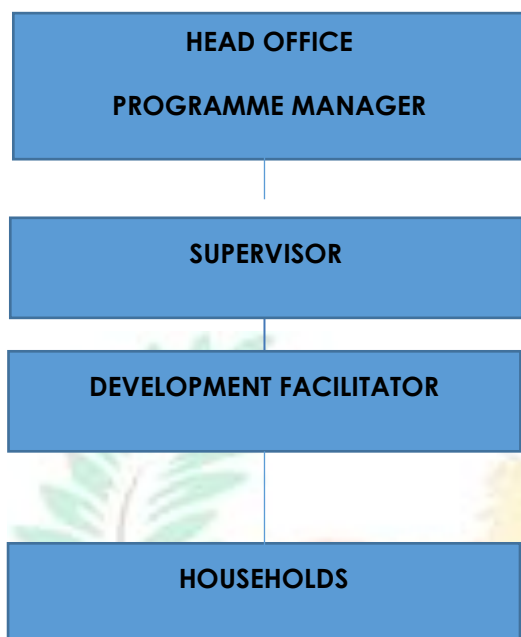 HEAD OFFICE
PROGRAMME MANAGER
SUPERVISOR
DEVELOPMENT FACILITATOR
HOUSEHOLDS